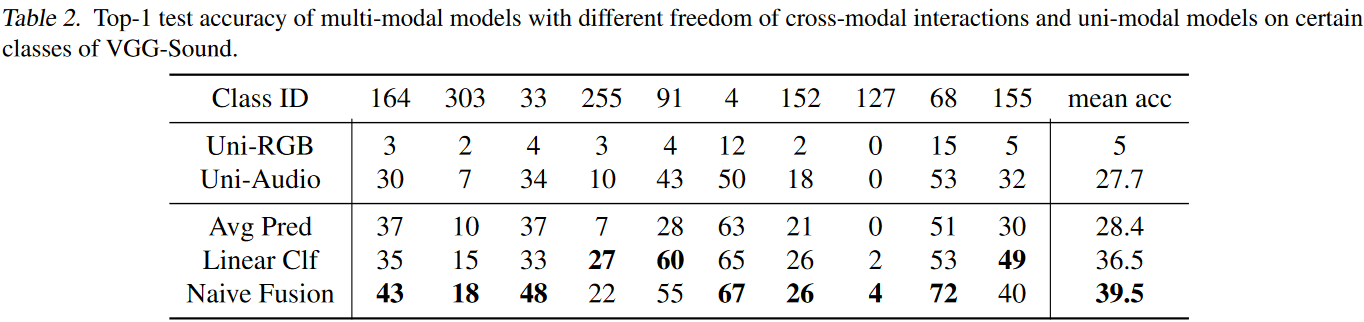 Table 2. Top-1 test accuracy of multi-modal models with different freedom of cross-modal interactions and uni-modal models on certain
classes of VGG-Sound.
Class ID 164 303 33 255 91 4 152 127 68 155 mean acc
Uni-RGB 3 2 4 3 4 12 2 0 15 5 5
Uni-Audio 30 7 34 10 43 50 18 0 53 32 27.7
Avg Pred 37 10 37 7 28 63 21 0 51 30 28.4
Linear Clf 35 15 33 27 60 65 26 2 53 49 36.5
Naive Fusion 43 18 48 22 55 67 26 4 72 40 39.5